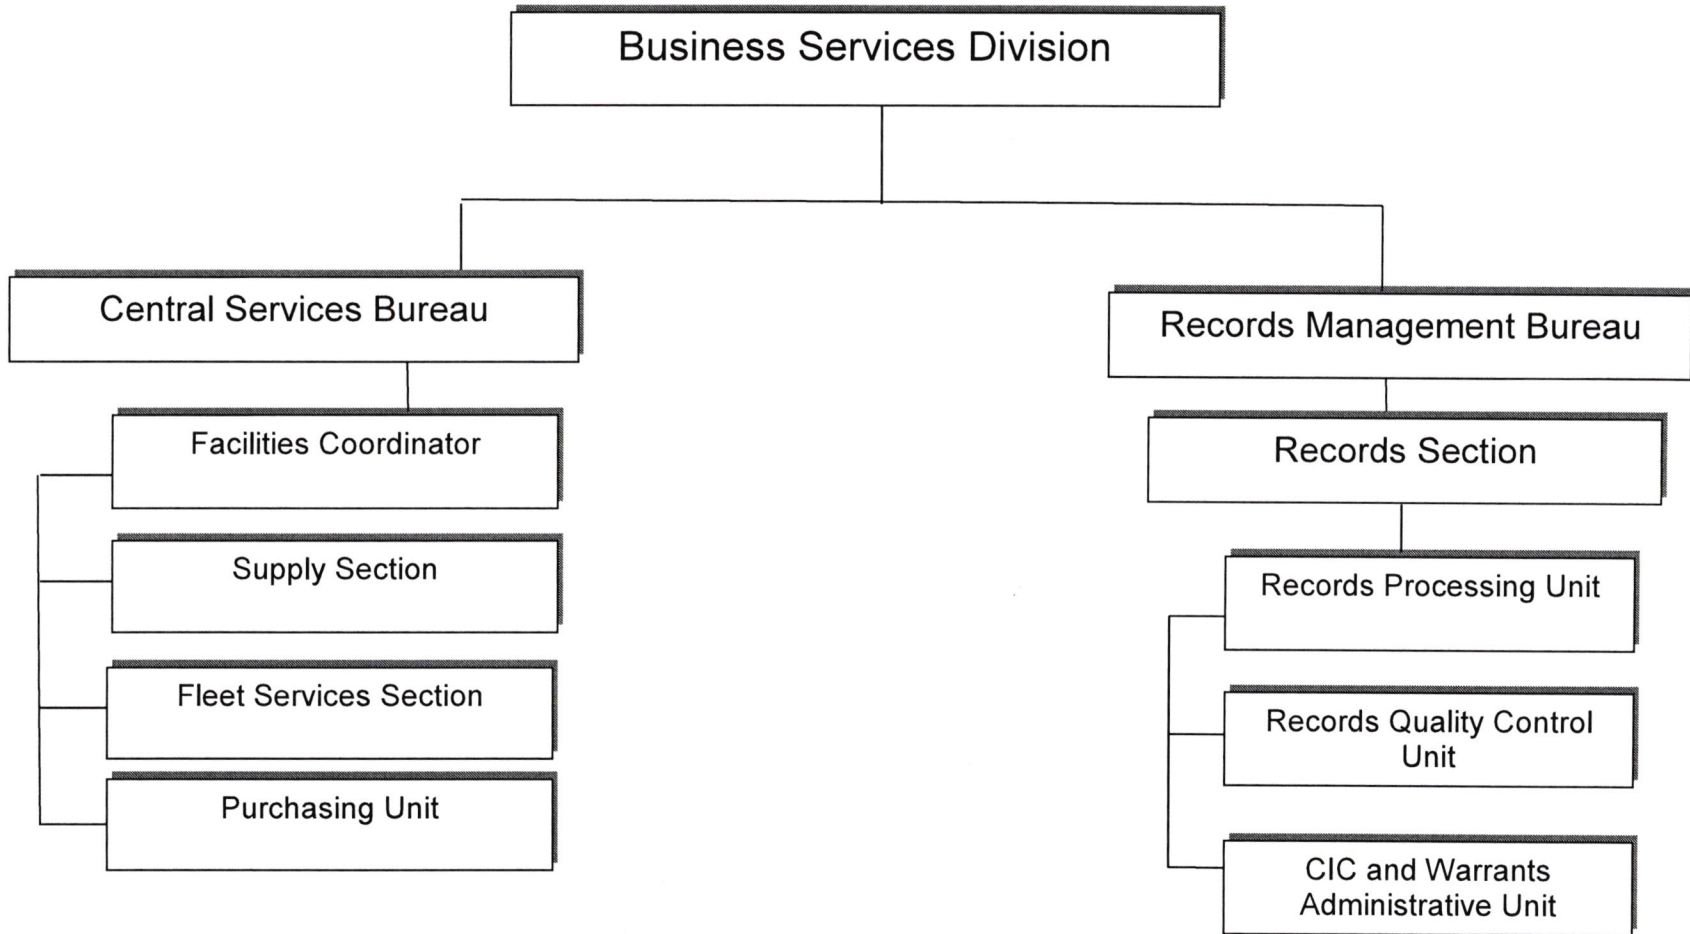 Business Services Division
Central Services Bureau
Records Management Bureau
Facilities Coordinator
Records Section
Supply Section
Records Processing Unit
Fleet Services Section
Records Quality Control
Unit
Purchasing Unit
CIC and Warrants
Administrative Unit